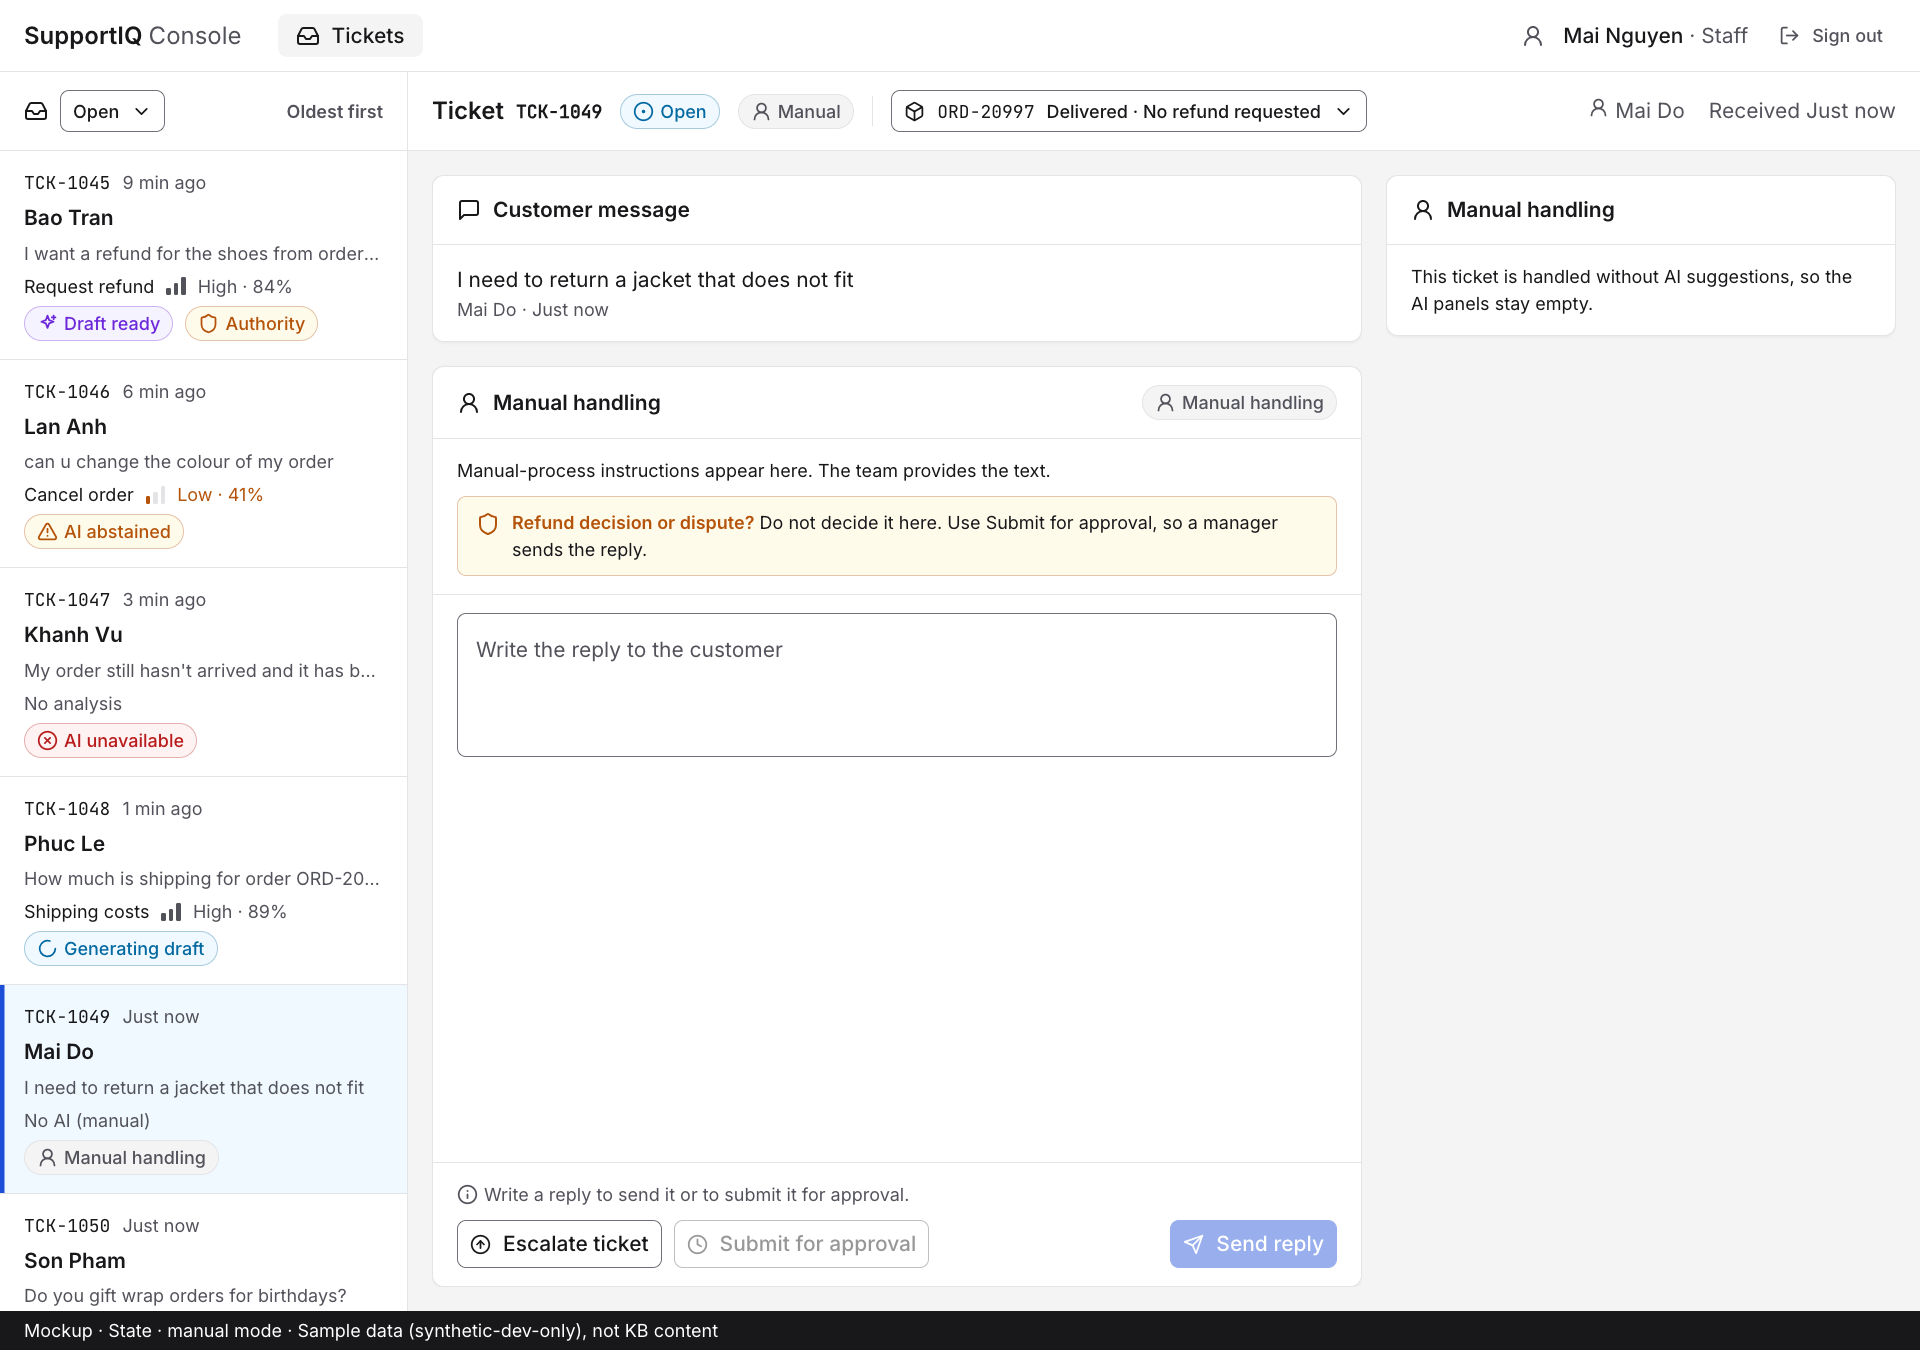 SupportIQ Console
Tickets
Mai Nguyen · Staff
Sign out
Open
Oldest first
TCK-1045 9 min ago
Bao Tran
I want a refund for the shoes from order...
Request refund High · 84%
Draft ready
Authority
TCK-1046 6 min ago
Lan Anh
can u change the colour of my order
Cancel order Low · 41%
AI abstained
TCK-1047 3 min ago
Khanh Vu
My order still hasn't arrived and it has b...
No analysis
AI unavailable
TCK-1048 1 min ago
Phuc Le
How much is shipping for order ORD-20...
Shipping costs High · 89%
Generating draft
TCK-1049 Just now
Mai Do
I need to return a jacket that does not fit
No AI (manual)
Manual handling
TCK-1050 Just now
Son Pham
Do you gift wrap orders for birthdays?
Ticket TCK-1049
Open
Manual
ORD-20997 Delivered · No refund requested
Mai Do
Received Just now
Customer message
I need to return a jacket that does not fit
Mai Do · Just now
Manual handling
Manual handling
Manual-process instructions appear here. The team provides the text.
Refund decision or dispute? Do not decide it here. Use Submit for approval, so a manager
sends the reply.
Write the reply to the customer
Write a reply to send it or to submit it for approval.
Escalate ticket
Submit for approval
Send reply
Manual handling
This ticket is handled without AI suggestions, so the
AI panels stay empty.
Mockup · State · manual mode · Sample data (synthetic-dev-only), not KB content